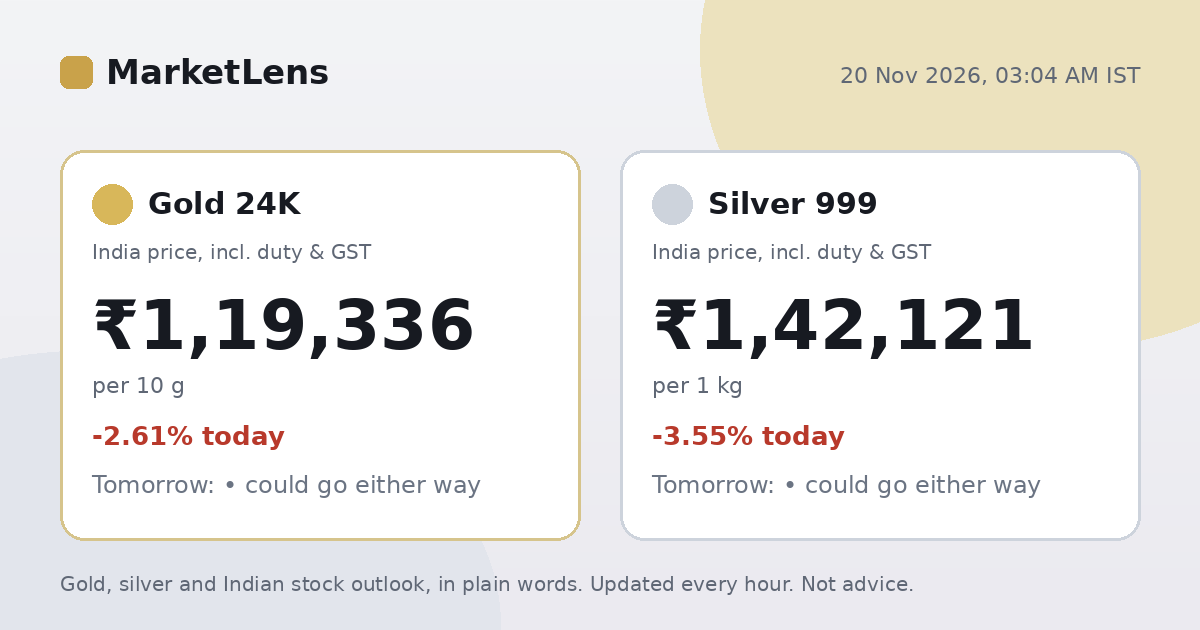 MarketLens
20 Nov 2026, 03:04 AM IST
Gold 24K
India price, incl. duty & GST
₹1,19,336
per 10 g
-2.61% today
Tomorrow: • could go either way
Silver 999
India price, incl. duty & GST
₹1,42,121
per 1 kg
-3.55% today
Tomorrow: • could go either way
Gold, silver and Indian stock outlook, in plain words. Updated every hour. Not advice.